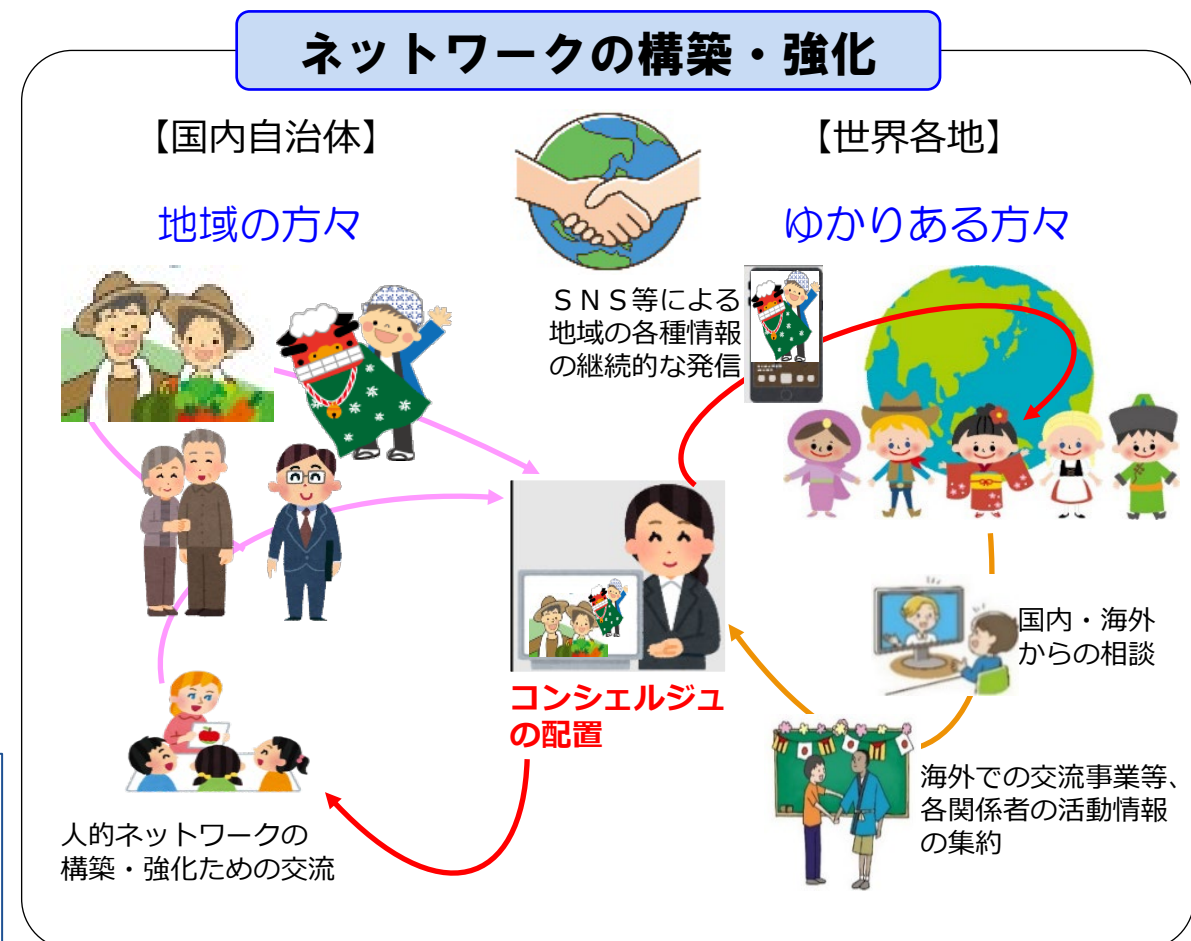 ネットワークの構築・強化
【国内自治体】
【世界各地】
地域の方々
ゆかりある方々
ＳＮＳ等による
地域の各種情報
の継続的な発信
国内・海外
からの相談
コンシェルジュ
の配置
海外での交流事業等、
各関係者の活動情報
の集約
人的ネットワークの
構築・強化ための交流